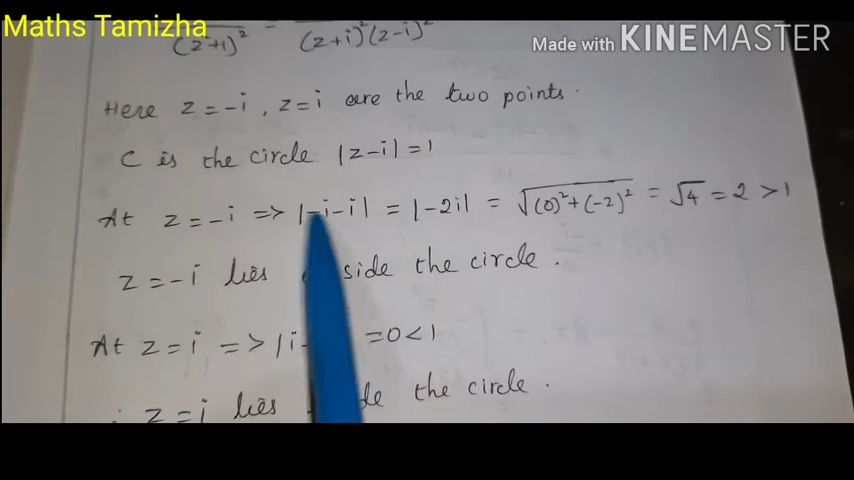 Maths Tamizha
Made with KINEMASTER
(z²+1)² = (z+i)²(z-i)²
Here z = -i, z = i are the two points.
C is the circle |z-i| = 1
At z = -i => |-i-i| = |-2i| = √(0)²+(-2)² = √4 = 2 > 1
z = -i lies side the circle.
At z = i => |i- = 0 < 1
∴ z = i lies de the circle.